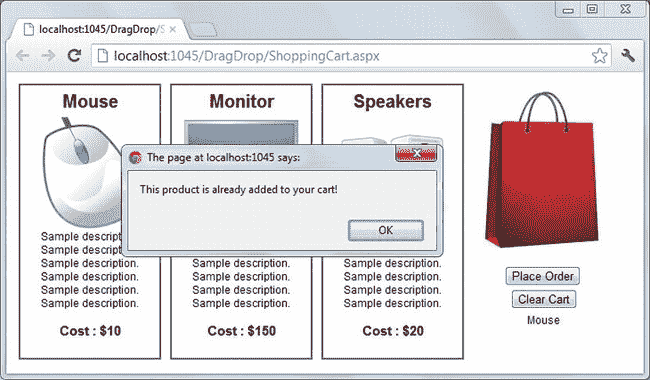 localhost:1045/DragDrop/S
localhost:1045/DragDrop/ShoppingCart.aspx
Mouse
Monitor
Speakers
The page at localhost:1045 says:
This product is already added to your cart!
OK
Sample description.
Sample description.
Sample description.
Sample description.
Sample description.
Sample description.
Cost : $10
Sample description.
Sample description.
Sample description.
Sample description.
Cost : $150
Sample description.
Sample description.
Sample description.
Sample description.
Cost : $20
Place Order
Clear Cart
Mouse